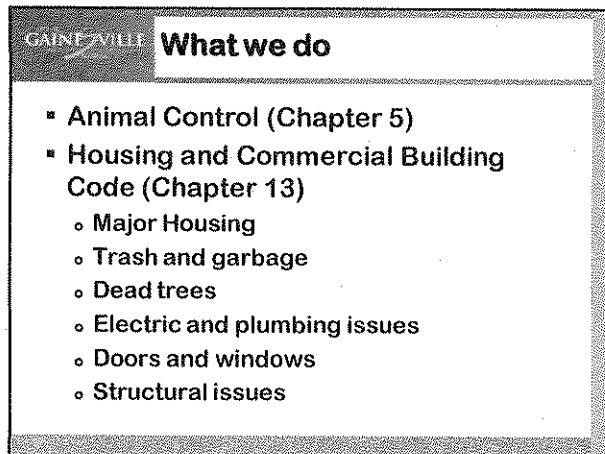 GAINESVILLE What we do
▪ Animal Control (Chapter 5)
▪ Housing and Commercial Building
Code (Chapter 13)
o Major Housing
o Trash and garbage
o Dead trees
o Electric and plumbing issues
o Doors and windows
o Structural issues